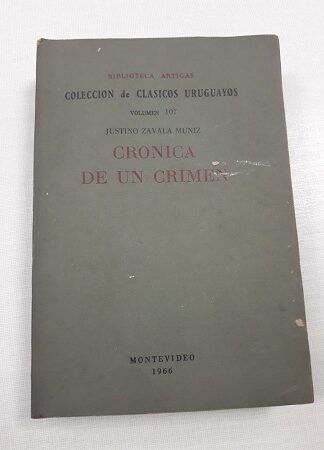 BIBLIOTECA ARTIGAS
COLECCION de CLASICOS URUGUAYOS
VOLUMEN 107
JUSTINO ZAVALA MUNIZ
CRONICA
DE UN CRIMEN
MONTEVIDEO
1966